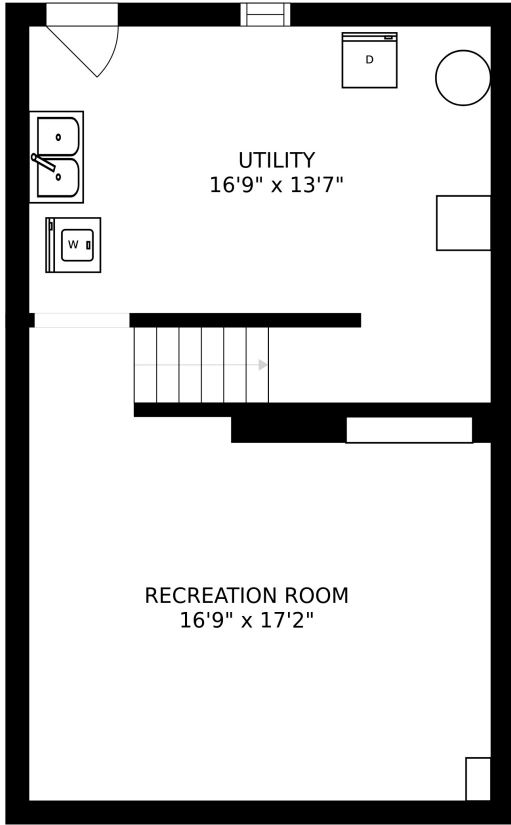 D
UTILITY
16'9" x 13'7"
W
RECREATION ROOM
16'9" x 17'2"